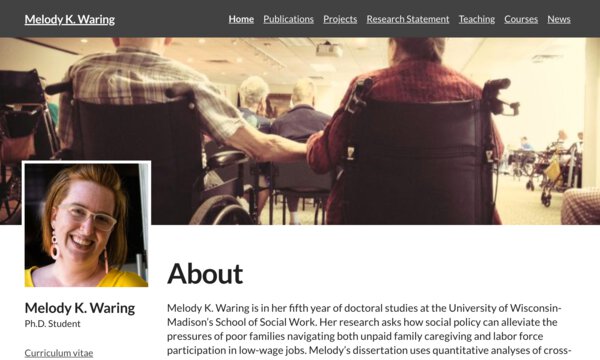 Melody K. Waring
Home Publications Projects Research Statement Teaching Courses News
About
Melody K. Waring is in her fifth year of doctoral studies at the University of Wisconsin-
Madison's School of Social Work. Her research asks how social policy can alleviate the
pressures of poor families navigating both unpaid family caregiving and labor force
participation in low-wage jobs. Melody's dissertation uses quantitative analyses of cross-
Melody K. Waring
Ph.D. Student
Curriculum vitae